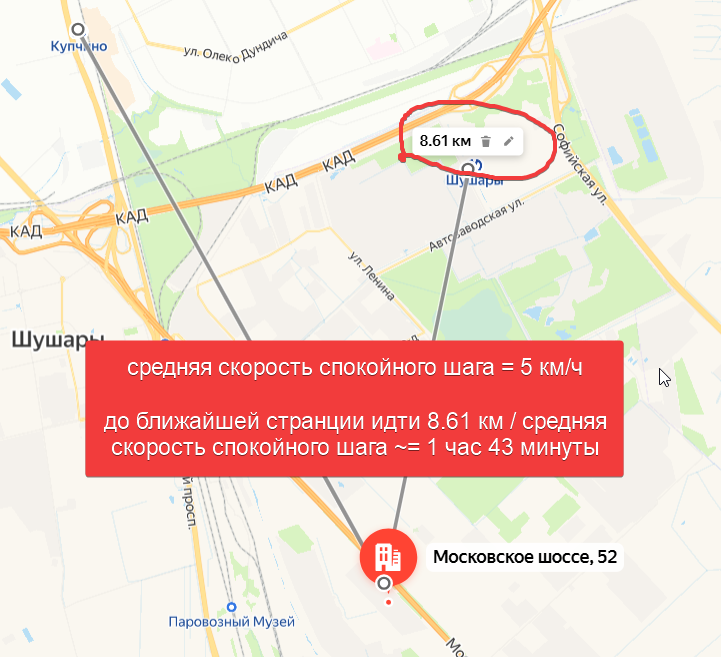 Купчино
ул. Олеко Дундича
8.61 км
Шушары
Софийская ул.
КАД
КАД
КАД
КАД
Автозаводская ул.
ул. Ленина
Шушары
средняя скорость спокойного шага = 5 км/ч
до ближайшей странции идти 8.61 км / средняя
скорость спокойного шага ~= 1 час 43 минуты
просп.
Московское шоссе, 52
Паровозный Музей